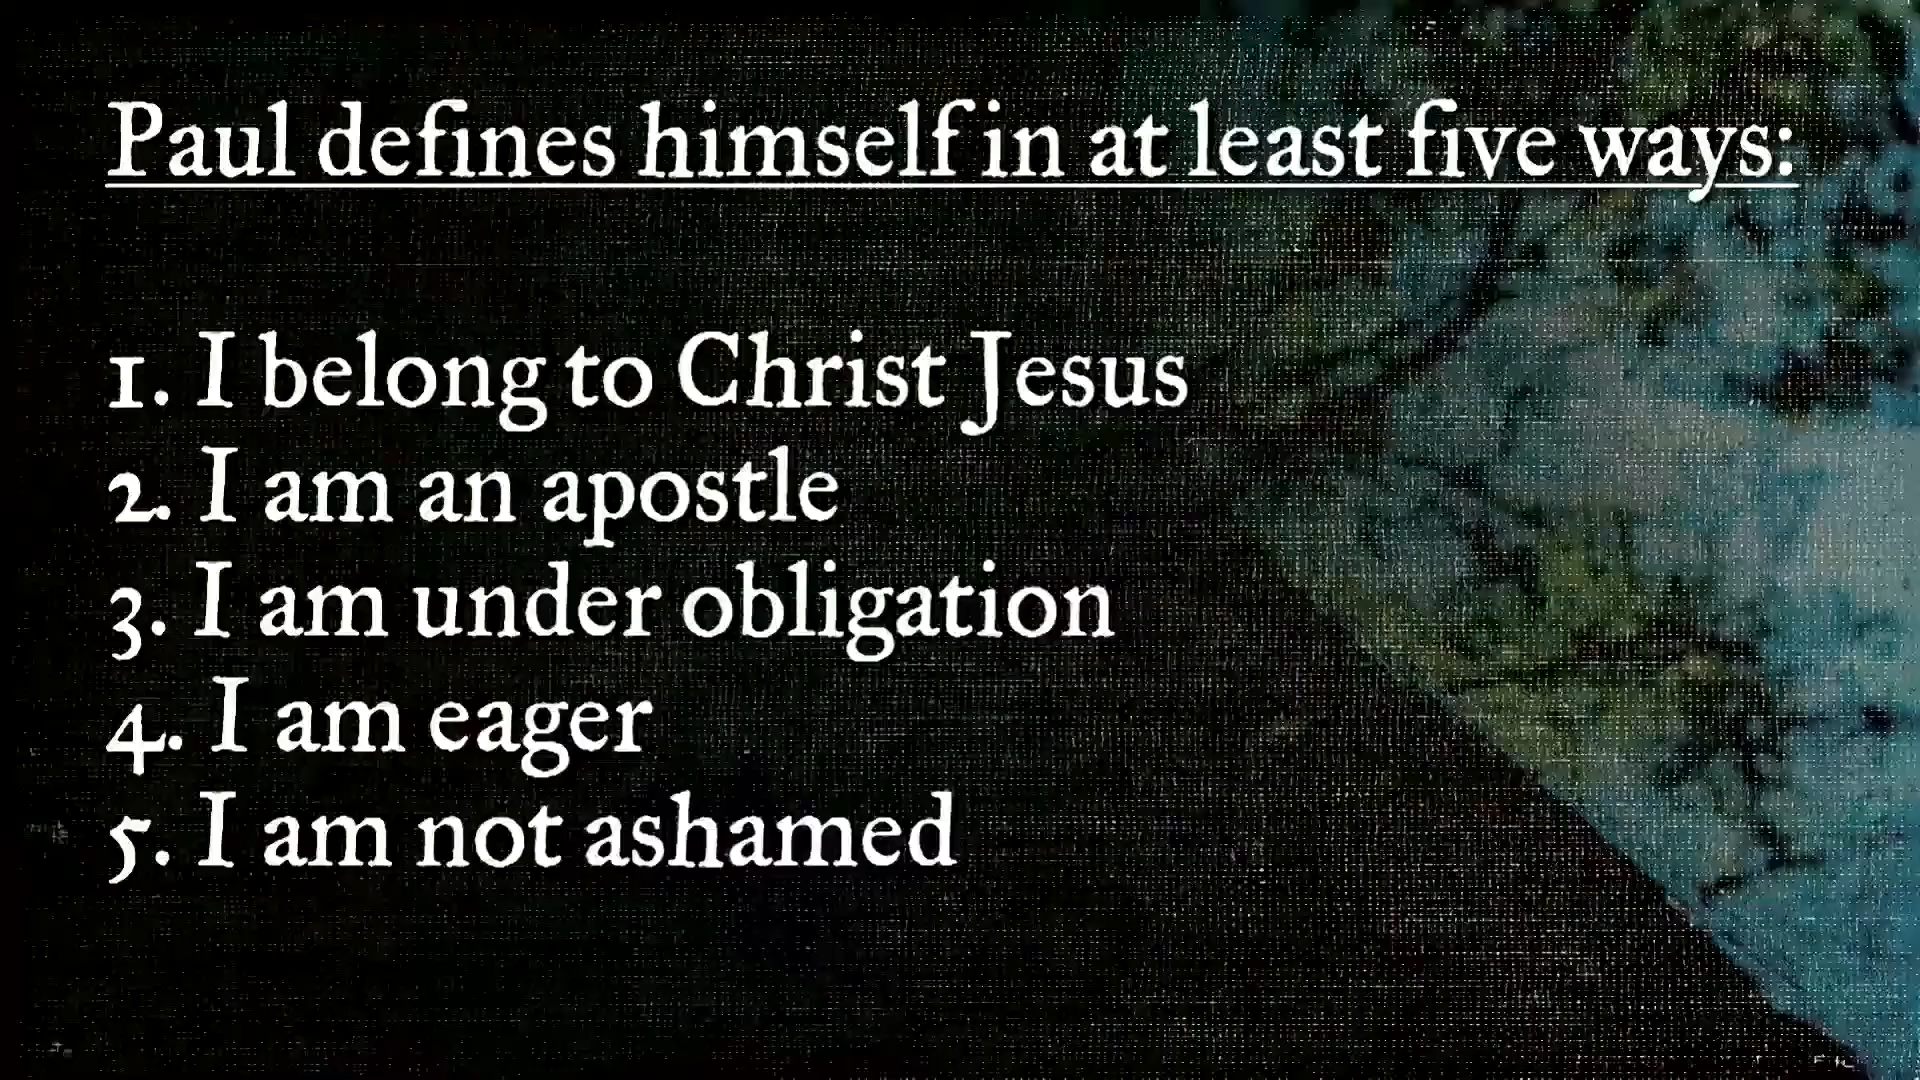 Paul defines himself in at least five ways:
1. I belong to Christ Jesus
2. I am an apostle
3. I am under obligation
4. I am eager
5. I am not ashamed